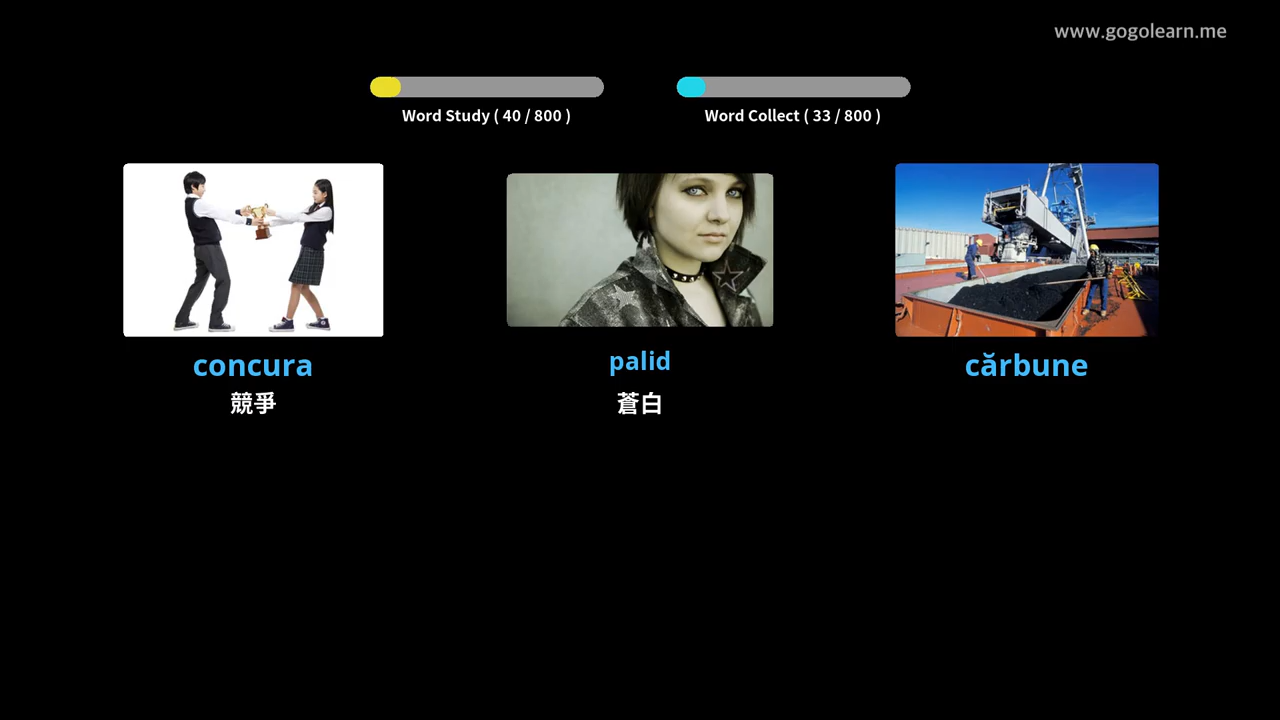 www.gogolearn.me
Word Study ( 40 / 800 )
Word Collect ( 33 / 800 )
concura
競爭
palid
蒼白
cărbune